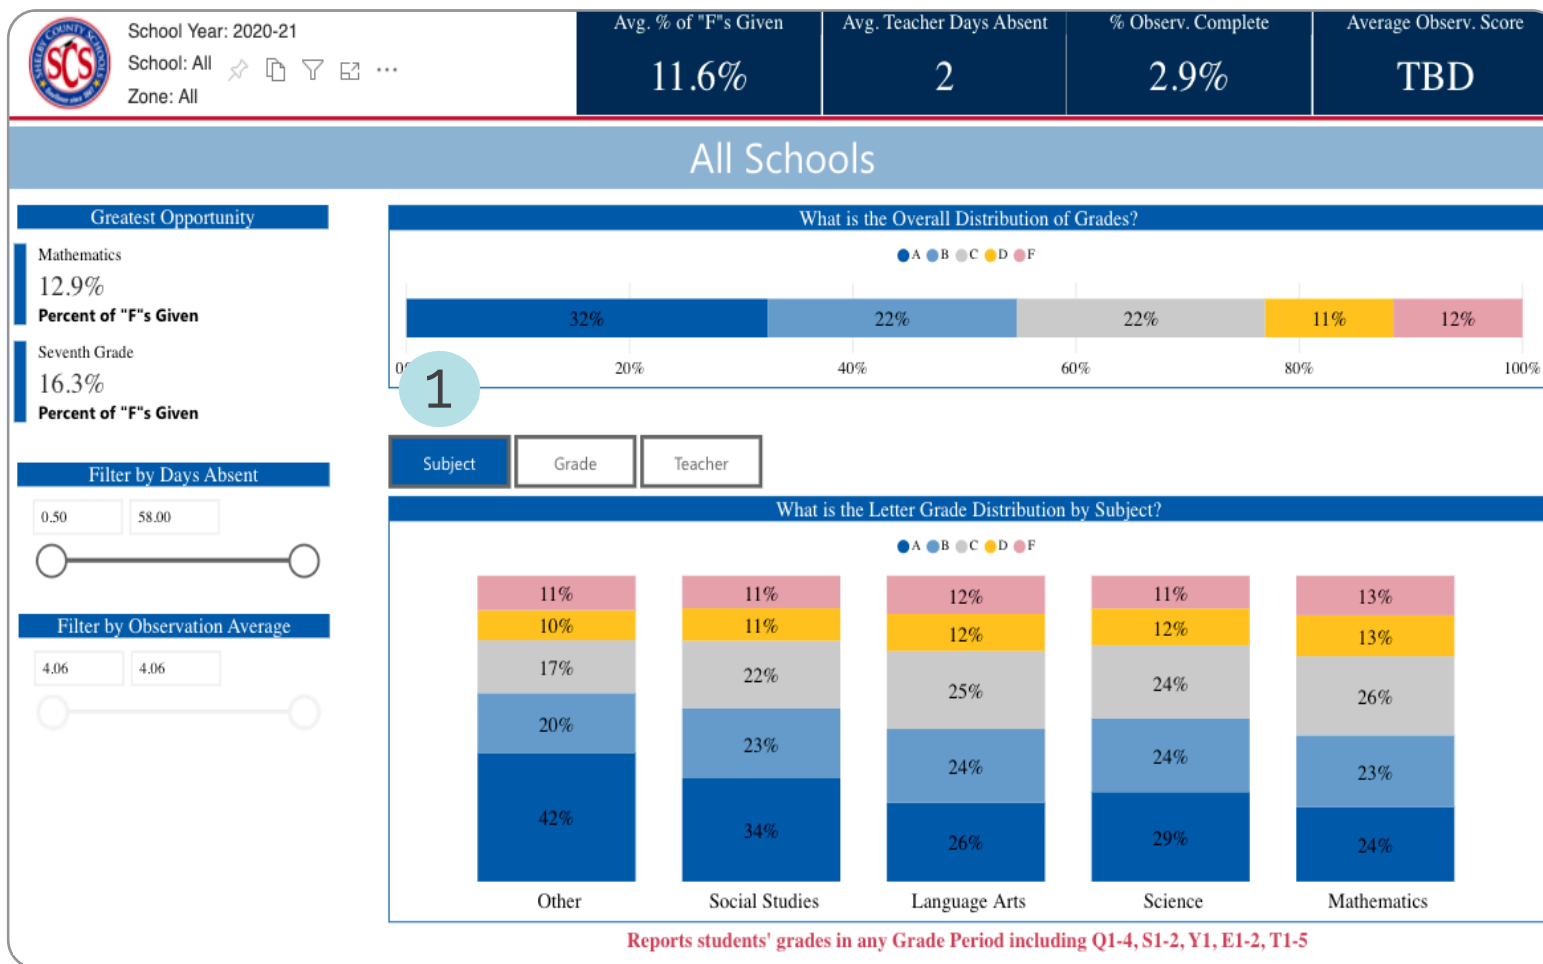 SHELBY COUNTY SCHOOLS
SCS
School Year: 2020-21
School: All
Zone: All
Avg. % of "F"s Given
11.6%
Avg. Teacher Days Absent
2
% Observ. Complete
2.9%
Average Observ. Score
TBD
All Schools
Greatest Opportunity
Mathematics
12.9%
Percent of "F"s Given
Seventh Grade
16.3%
Percent of "F"s Given
Filter by Days Absent
0.50 58.00
Filter by Observation Average
4.06 4.06
What is the Overall Distribution of Grades?
A B C D F
32% 22% 22% 11% 12%
20% 40% 60% 80% 100%
1
Subject Grade Teacher
What is the Letter Grade Distribution by Subject?
A B C D F
11% 11% 12% 11% 13%
10% 11% 12% 12% 13%
17% 22% 25% 24% 26%
20% 23% 24% 24% 23%
42% 34% 26% 29% 24%
Other Social Studies Language Arts Science Mathematics
Reports students' grades in any Grade Period including Q1-4, S1-2, Y1, E1-2, T1-5